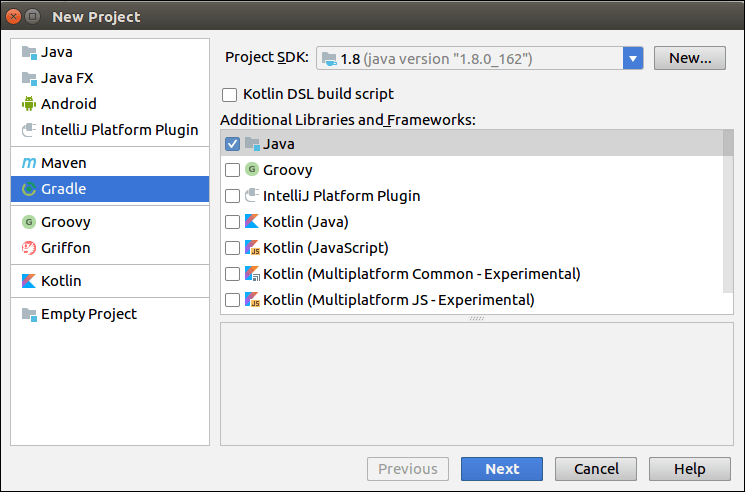 New Project
Java
Java FX
Android
IntelliJ Platform Plugin
Maven
Gradle
Groovy
Griffon
Kotlin
Empty Project
Project SDK: 1.8 (java version "1.8.0_162") New...
Kotlin DSL build script
Additional Libraries and Frameworks:
Java
Groovy
IntelliJ Platform Plugin
Kotlin (Java)
Kotlin (JavaScript)
Kotlin (Multiplatform Common - Experimental)
Kotlin (Multiplatform JS - Experimental)
Previous Next Cancel Help